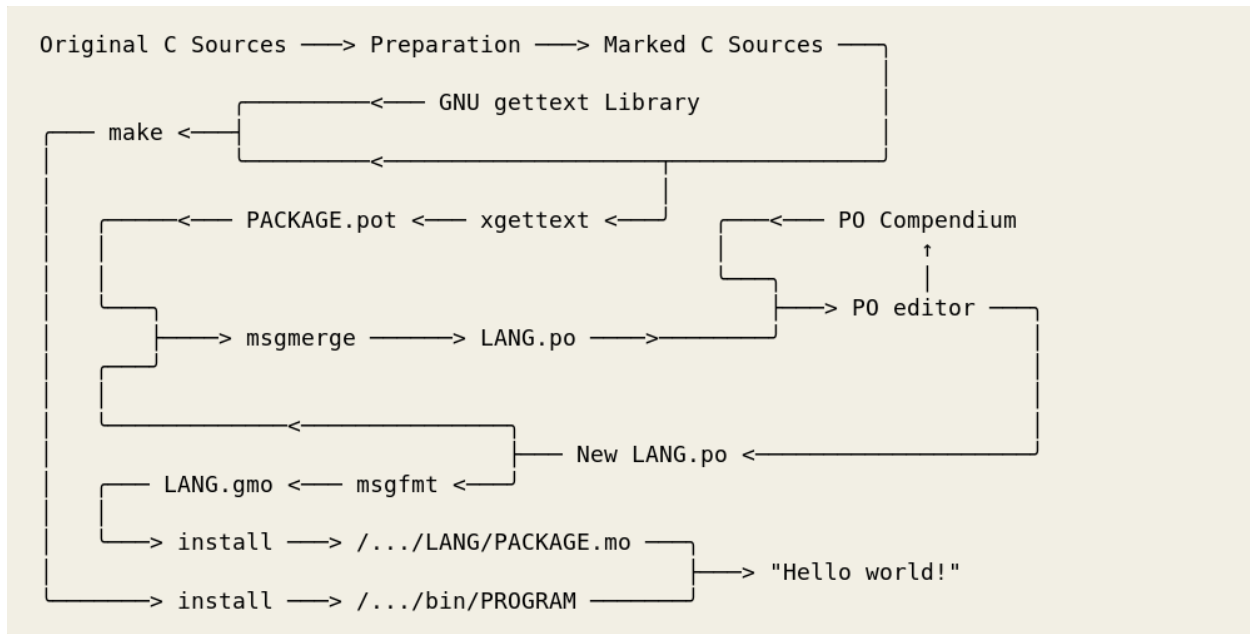 Original C Sources ───> Preparation ───> Marked C Sources ───╮
╭─────────<─── GNU gettext Library
╭─── make <───┤
╰─────────<────────────────────┬───────────────╯
╭─────<─── PACKAGE.pot <─── xgettext <───╯ ╭───<─── PO Compendium
↑
╰───╮ ╰───╮ ├───> PO editor ───╮
├────> msgmerge ──────> LANG.po ────>────────╯
╭───╯
╰─────────────<───────────────╮
├─── New LANG.po <────────────────────╯
╭─── LANG.gmo <─── msgfmt <───╯
╰───> install ───> /.../LANG/PACKAGE.mo ───╮
├───> "Hello world!"
╰───────> install ───> /.../bin/PROGRAM ───────╯